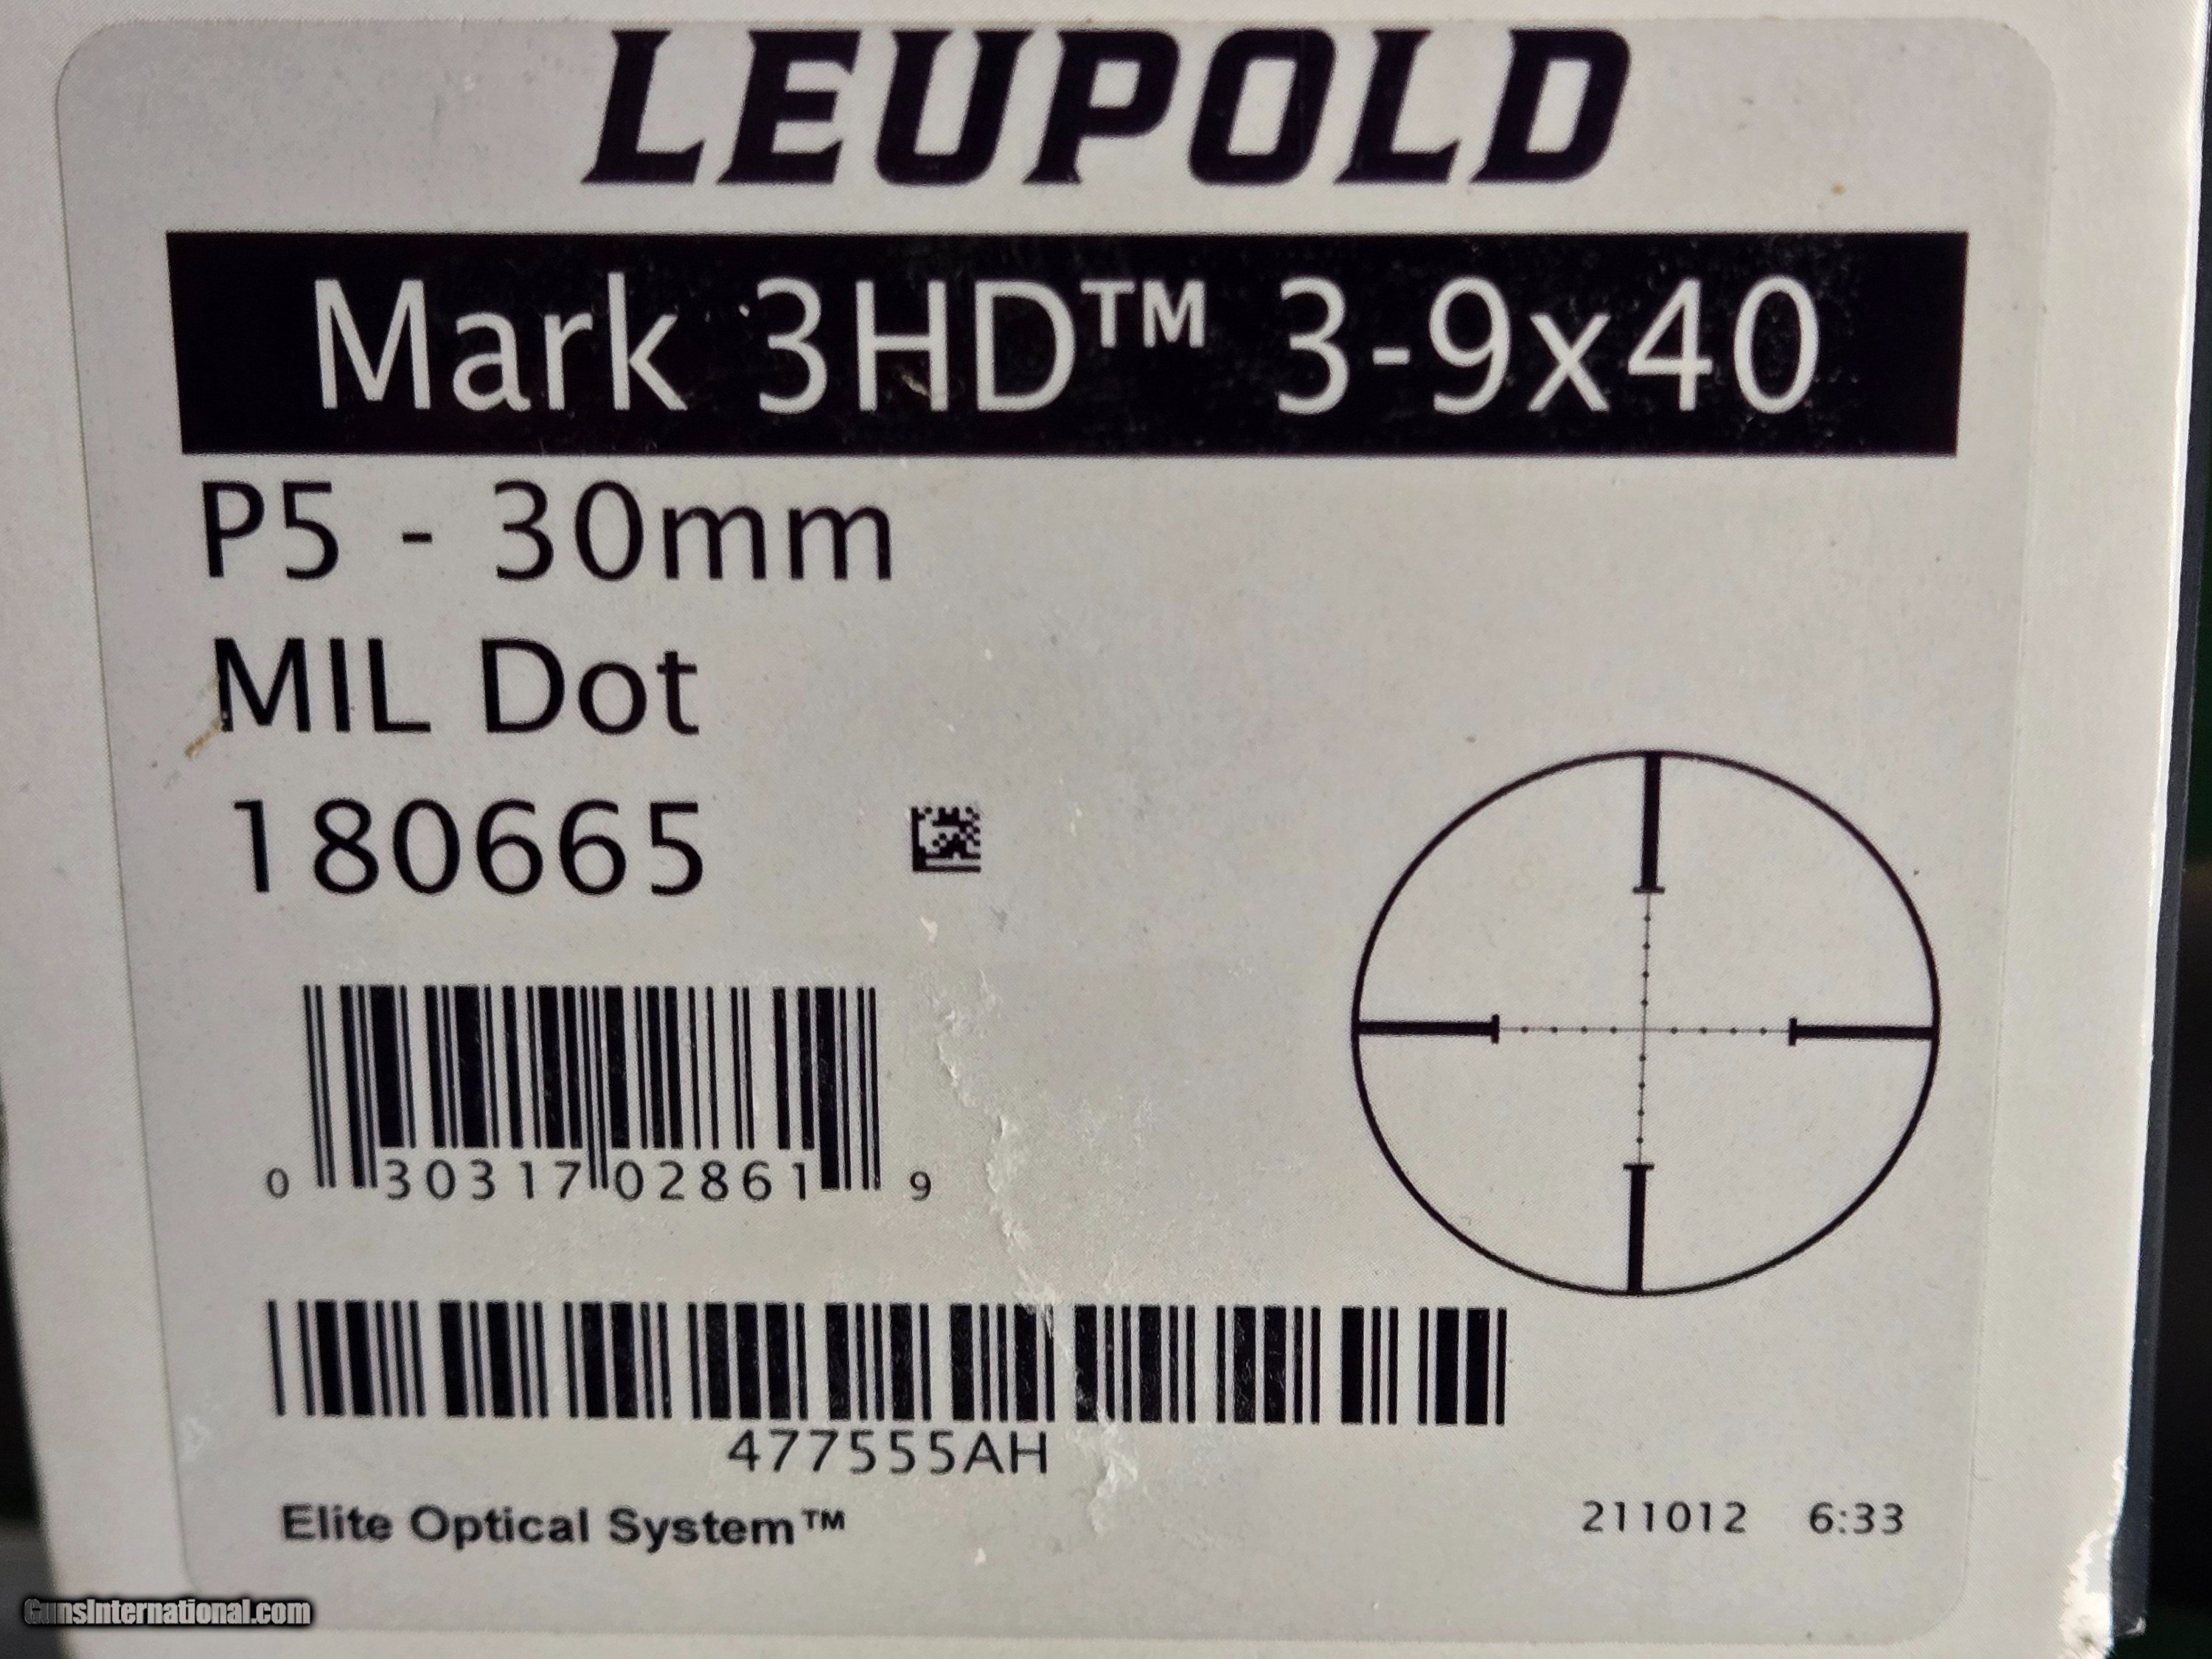 LEUPOLD
Mark 3HD™ 3-9x40
P5 - 30mm
MIL Dot
180665
0 30317 02861 9
477555AH
Elite Optical System™
211012 6:33
GunsInternational.com